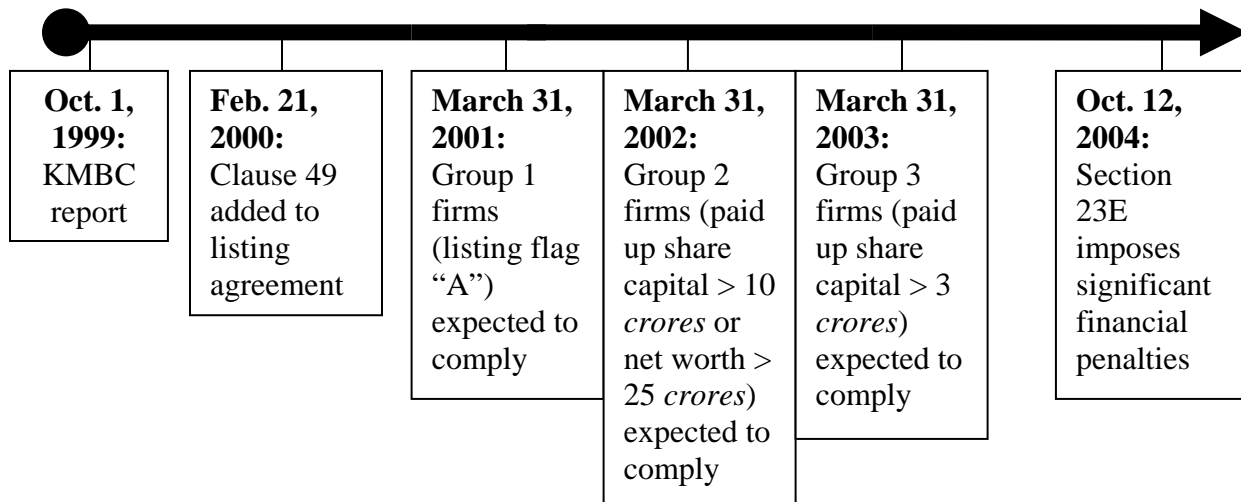 Oct. 1,
1999:
KMBC
report
Feb. 21,
2000:
Clause 49
added to
listing
agreement
March 31,
2001:
Group 1
firms
(listing flag
“A”)
expected to
comply
March 31,
2002:
Group 2
firms (paid
up share
capital > 10
crores or
net worth >
25 crores)
expected to
comply
March 31,
2003:
Group 3
firms (paid
up share
capital > 3
crores)
expected to
comply
Oct. 12,
2004:
Section
23E
imposes
significant
financial
penalties